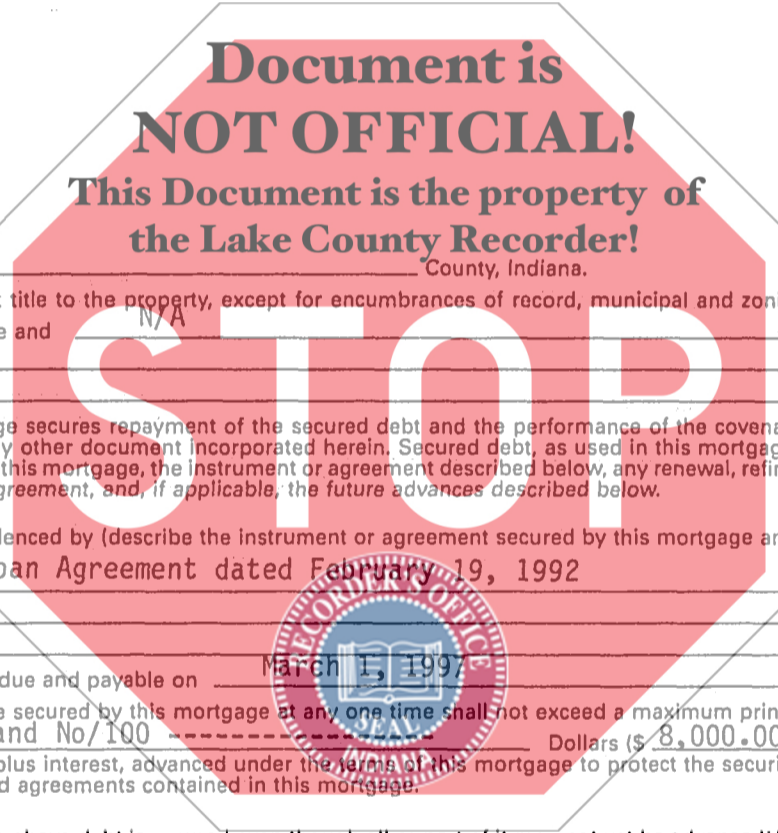 Document is
NOT OFFICIAL!
This Document is the property of
the Lake County Recorder!
County, Indiana.
title to the property, except for encumbrances of record, municipal and zoni
e and N/A
STOP
ge secures repayment of the secured debt and the performance of the covena
y other document incorporated herein. Secured debt, as used in this mortgag
this mortgage, the instrument or agreement described below, any renewal, refin
greement, and, if applicable, the future advances described below.
denced by (describe the instrument or agreement secured by this mortgage an
oan Agreement dated February 19, 1992
RECORDER'S OFFICE
due and payable on March 1, 1997
e secured by this mortgage at any one time shall not exceed a maximum prin
and No/100 ------------------------ Dollars ($ 8,000.00
SEAL
plus interest, advanced under the terms of this mortgage to protect the securi
INDIANA
d agreements contained in this mortgage.